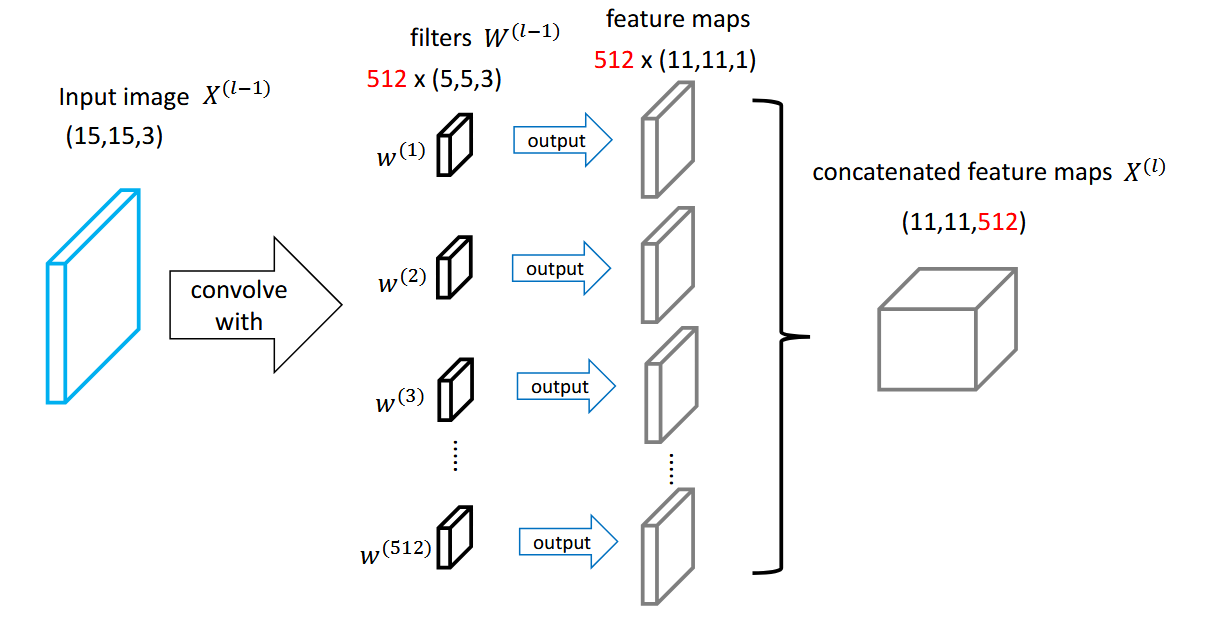 Input image X^(l−1)
(15,15,3)
convolve
with
filters W^(l−1)
512 x (5,5,3)
w^(1)
w^(2)
w^(3)
......
w^(512)
output
output
output
output
feature maps
512 x (11,11,1)
......
concatenated feature maps X^(l)
(11,11,512)